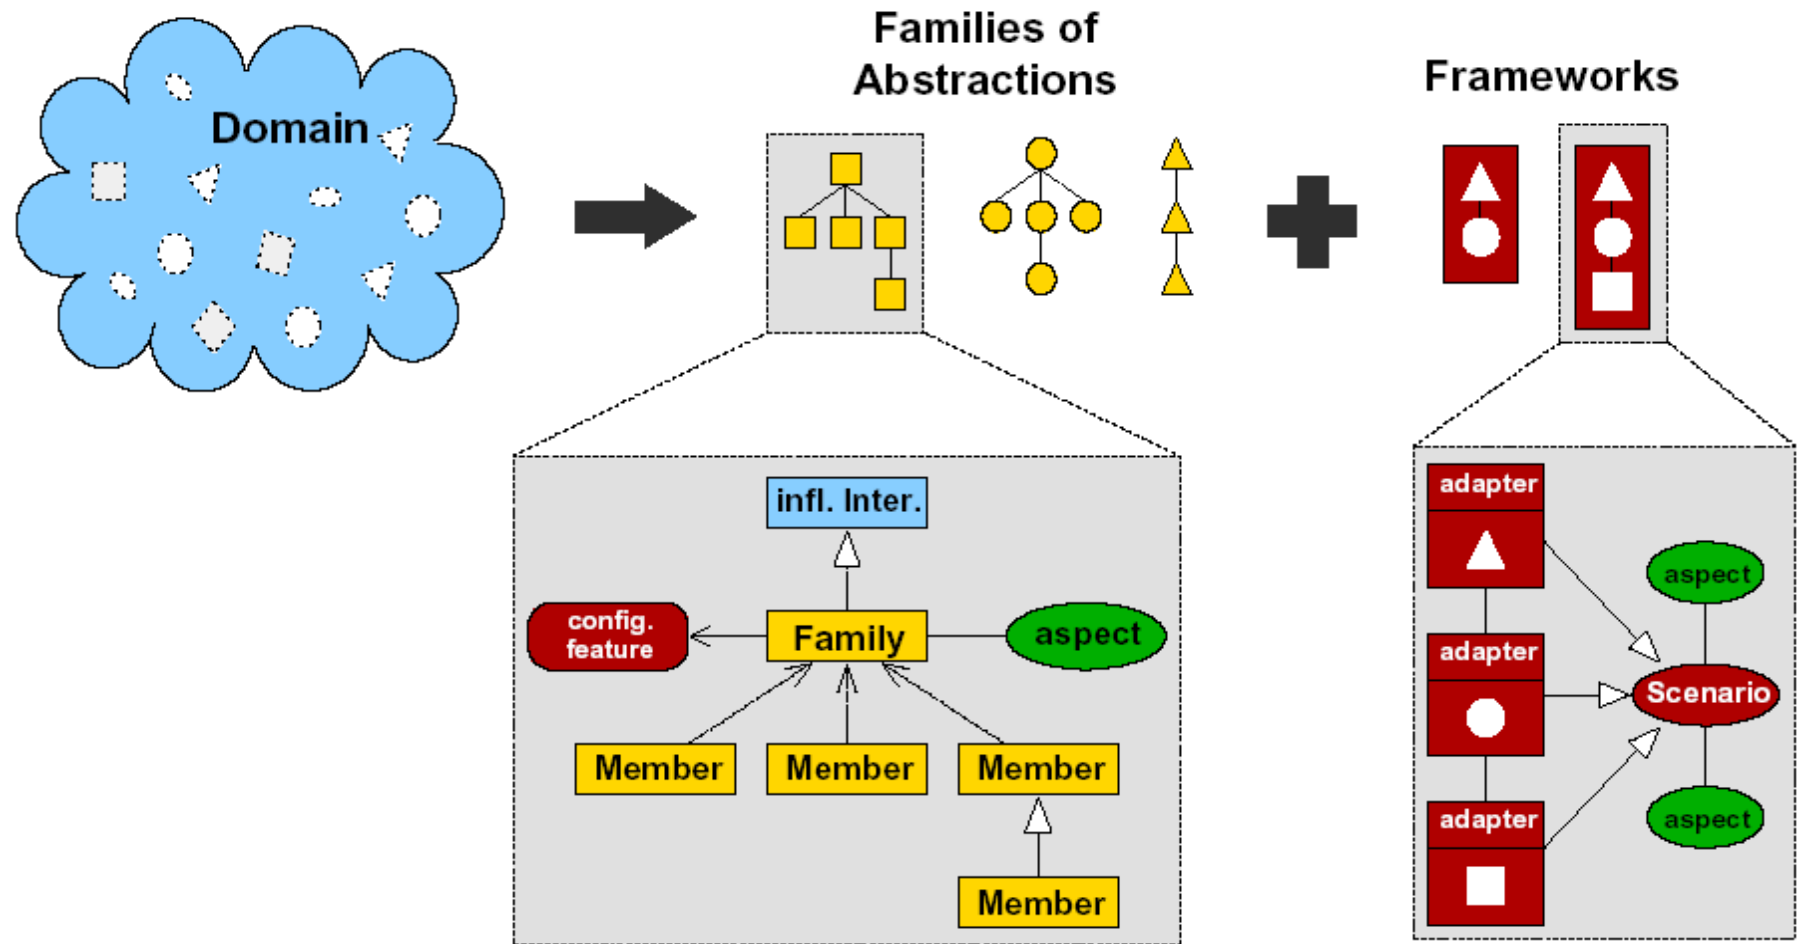 Families of
Abstractions
Frameworks
Domain
infl. Inter.
config.
feature
Family
aspect
Member
Member
Member
Member
adapter
aspect
adapter
Scenario
adapter
aspect